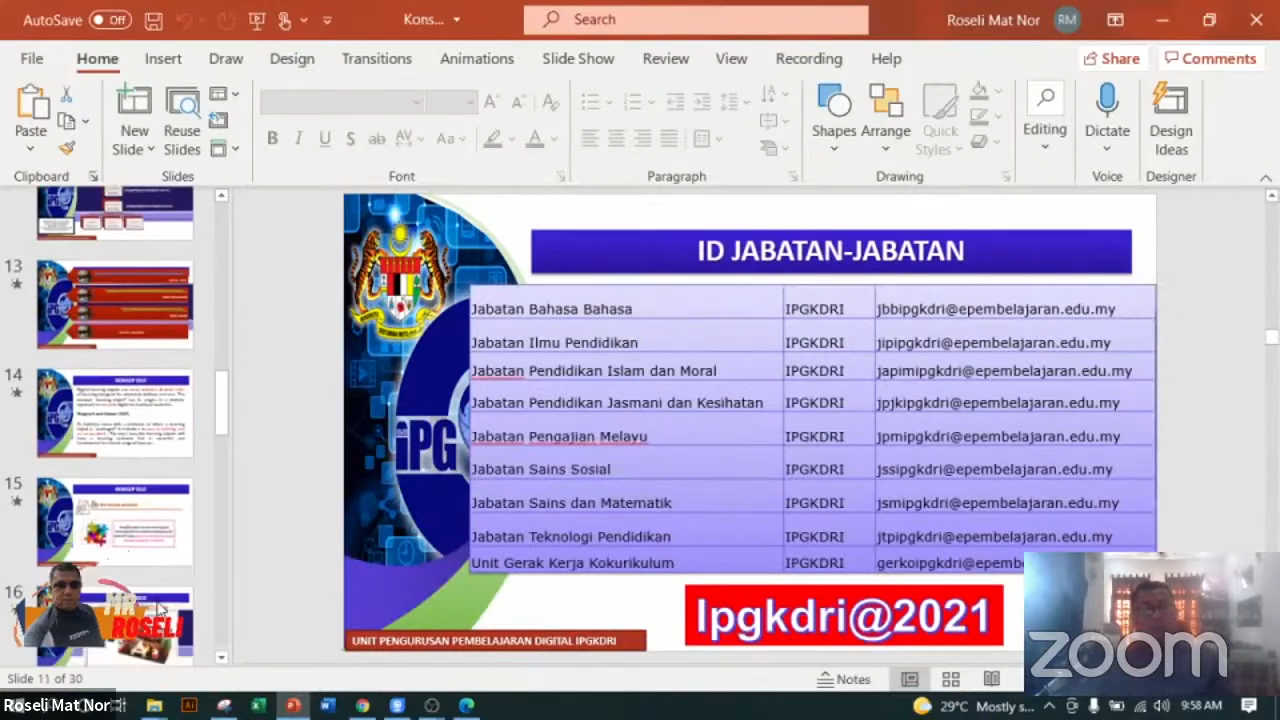 AutoSave Off Kons... Search Roseli Mat Nor RM
File Home Insert Draw Design Transitions Animations Slide Show Review View Recording Help Share Comments
Paste New Slide Reuse Slides Shapes Arrange Quick Styles Editing Dictate Design Ideas
Clipboard Slides Font Paragraph Drawing Voice Designer
13
14
15
16
ID JABATAN-JABATAN
Jabatan Bahasa Bahasa IPGKDRI jbbipgkdri@epembelajaran.edu.my
Jabatan Ilmu Pendidikan IPGKDRI jipipgkdri@epembelajaran.edu.my
Jabatan Pendidikan Islam dan Moral IPGKDRI japimipgkdri@epembelajaran.edu.my
Jabatan Pendidikan Jasmani dan Kesihatan IPGKDRI jpjkipgkdri@epembelajaran.edu.my
Jabatan Pengajian Melayu IPGKDRI jpmipgkdri@epembelajaran.edu.my
Jabatan Sains Sosial IPGKDRI jssipgkdri@epembelajaran.edu.my
Jabatan Sains dan Matematik IPGKDRI jsmipgkdri@epembelajaran.edu.my
Jabatan Teknologi Pendidikan IPGKDRI jtpipgkdri@epembelajaran.edu.my
Unit Gerak Kerja Kokurikulum IPGKDRI gerkoipgkdri@epemb
iPG
Ipgkdri@2021
UNIT PENGURUSAN PEMBELAJARAN DIGITAL IPGKDRI
MR ROSELI
zoom
Slide 11 of 30 Notes
Roseli Mat Nor 29°C Mostly s... 9:58 AM